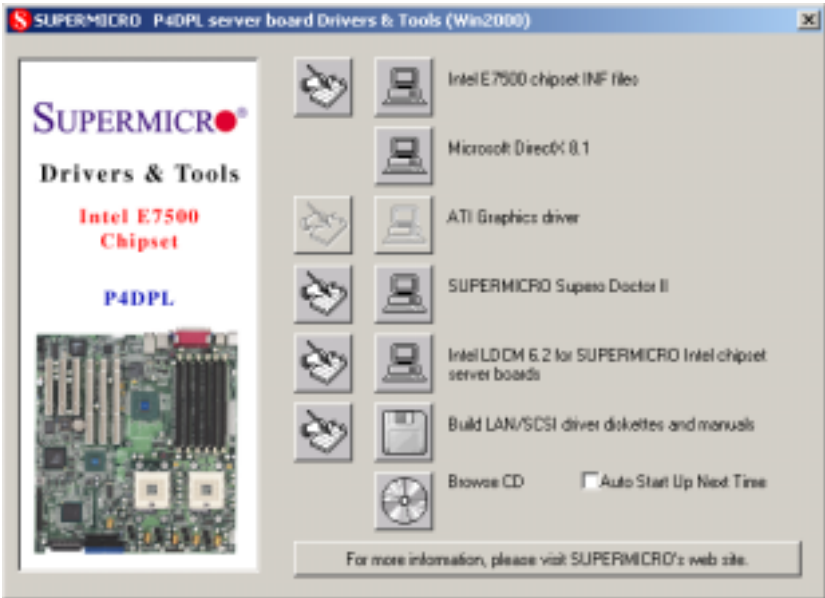 SUPERMICRO P4DPL server board Drivers & Tools (Win2000)
SUPERMICRO®
Drivers & Tools
Intel E7500
Chipset
P4DPL
Intel E7500 chipset INF files
Microsoft DirectX 8.1
ATI Graphics driver
SUPERMICRO Supero Doctor II
Intel LDCM 6.2 for SUPERMICRO Intel chipset
server boards
Build LAN/SCSI driver diskettes and manuals
Browse CD
Auto Start Up Next Time
For more information, please visit SUPERMICRO's web site.